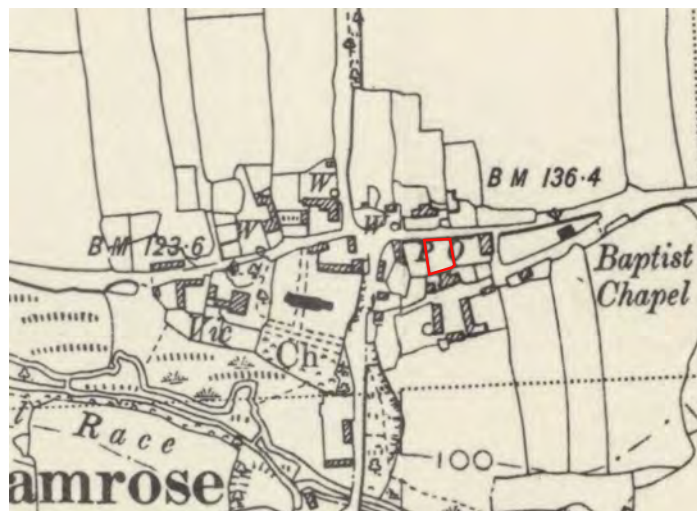 B M 136·4
W
W
W
W
B·M 123·6
P O
Baptist
Chapel
Vic
Ch
Race
100
amrose